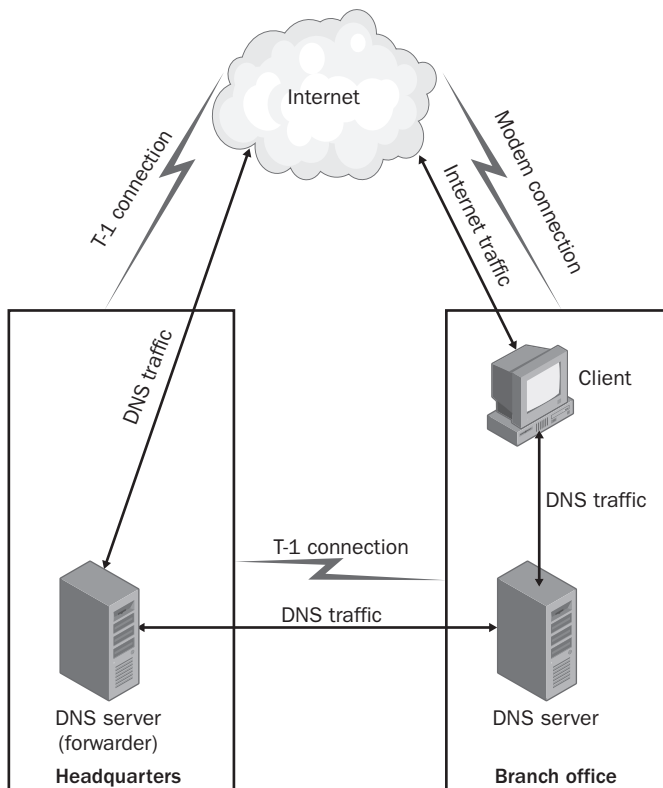 Internet
T-1 connection
Modem connection
Internet traffic
DNS traffic
Client
DNS traffic
T-1 connection
DNS traffic
DNS server
(forwarder)
DNS server
Headquarters
Branch office